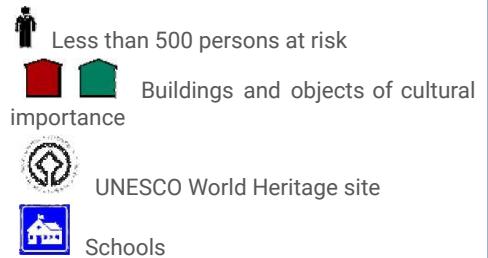 Less than 500 persons at risk
Buildings and objects of cultural
importance
UNESCO World Heritage site
Schools